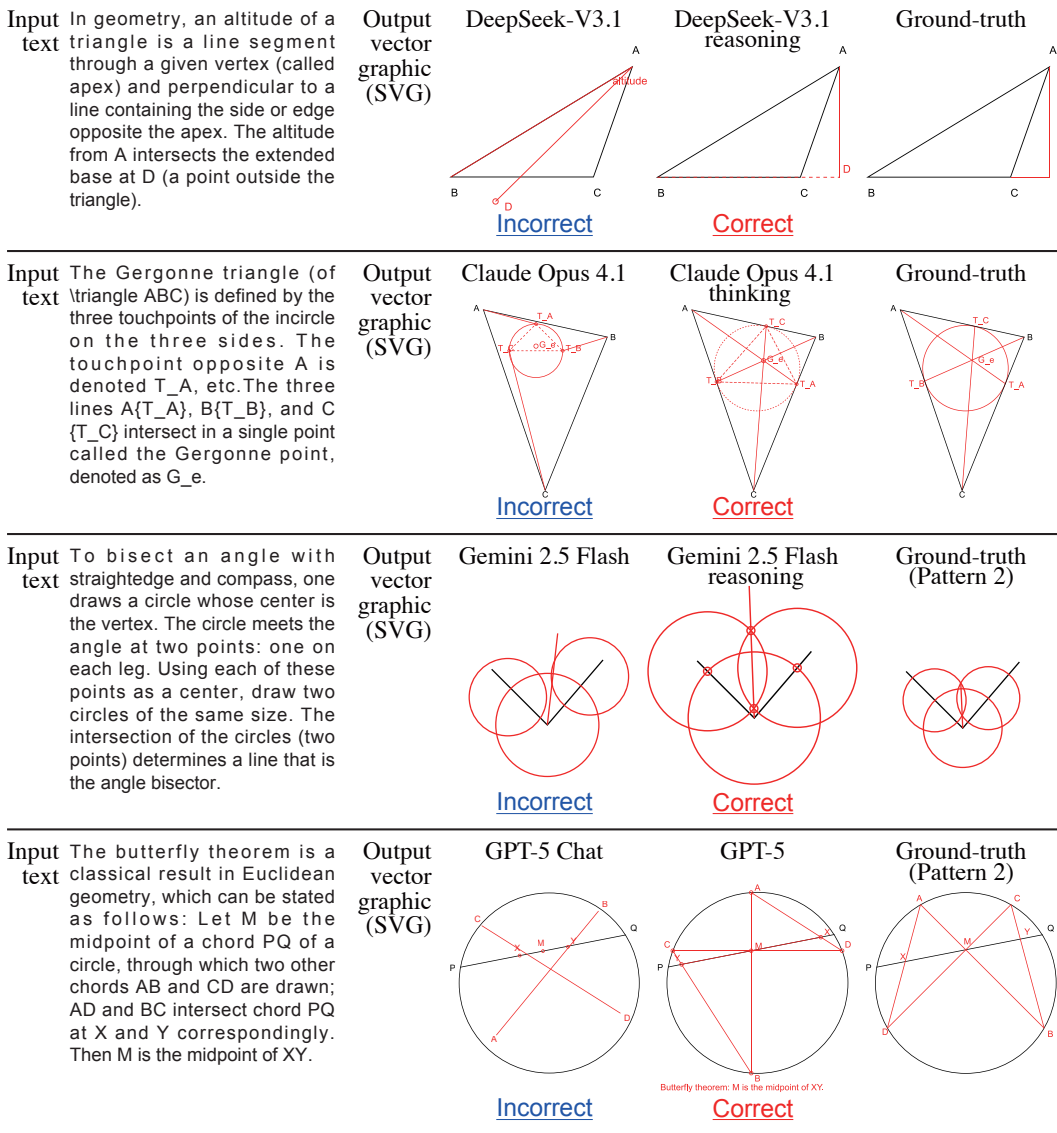 Input
text
In geometry, an altitude of a
triangle is a line segment
through a given vertex (called
apex) and perpendicular to a
line containing the side or edge
opposite the apex. The altitude
from A intersects the extended
base at D (a point outside the
triangle).
Output
vector
graphic
(SVG)
DeepSeek-V3.1
A
altitude
B
C
D
Incorrect
DeepSeek-V3.1
reasoning
A
D
B
C
Correct
Ground-truth
A
B
C
Input
text
The Gergonne triangle (of
\triangle ABC) is defined by the
three touchpoints of the incircle
on the three sides. The
touchpoint opposite A is
denoted T_A, etc.The three
lines A{T_A}, B{T_B}, and C
{T_C} intersect in a single point
called the Gergonne point,
denoted as G_e.
Output
vector
graphic
(SVG)
Claude Opus 4.1
A
T_A
B
T_C
G_e
T_B
C
Incorrect
Claude Opus 4.1
thinking
A
T_C
B
G_e
T_B
T_A
C
Correct
Ground-truth
A
T_C
B
G_e
T_B
T_A
C
Input
text
To bisect an angle with
straightedge and compass, one
draws a circle whose center is
the vertex. The circle meets the
angle at two points: one on
each leg. Using each of these
points as a center, draw two
circles of the same size. The
intersection of the circles (two
points) determines a line that is
the angle bisector.
Output
vector
graphic
(SVG)
Gemini 2.5 Flash
Incorrect
Gemini 2.5 Flash
reasoning
Correct
Ground-truth
(Pattern 2)
Input
text
The butterfly theorem is a
classical result in Euclidean
geometry, which can be stated
as follows: Let M be the
midpoint of a chord PQ of a
circle, through which two other
chords AB and CD are drawn;
AD and BC intersect chord PQ
at X and Y correspondingly.
Then M is the midpoint of XY.
Output
vector
graphic
(SVG)
GPT-5 Chat
B
C
Q
Y
M
X
P
D
A
Incorrect
GPT-5
A
Q
X
C
M
D
Y
P
B
Butterfly theorem: M is the midpoint of XY.
Correct
Ground-truth
(Pattern 2)
A
C
Q
Y
M
X
P
D
B